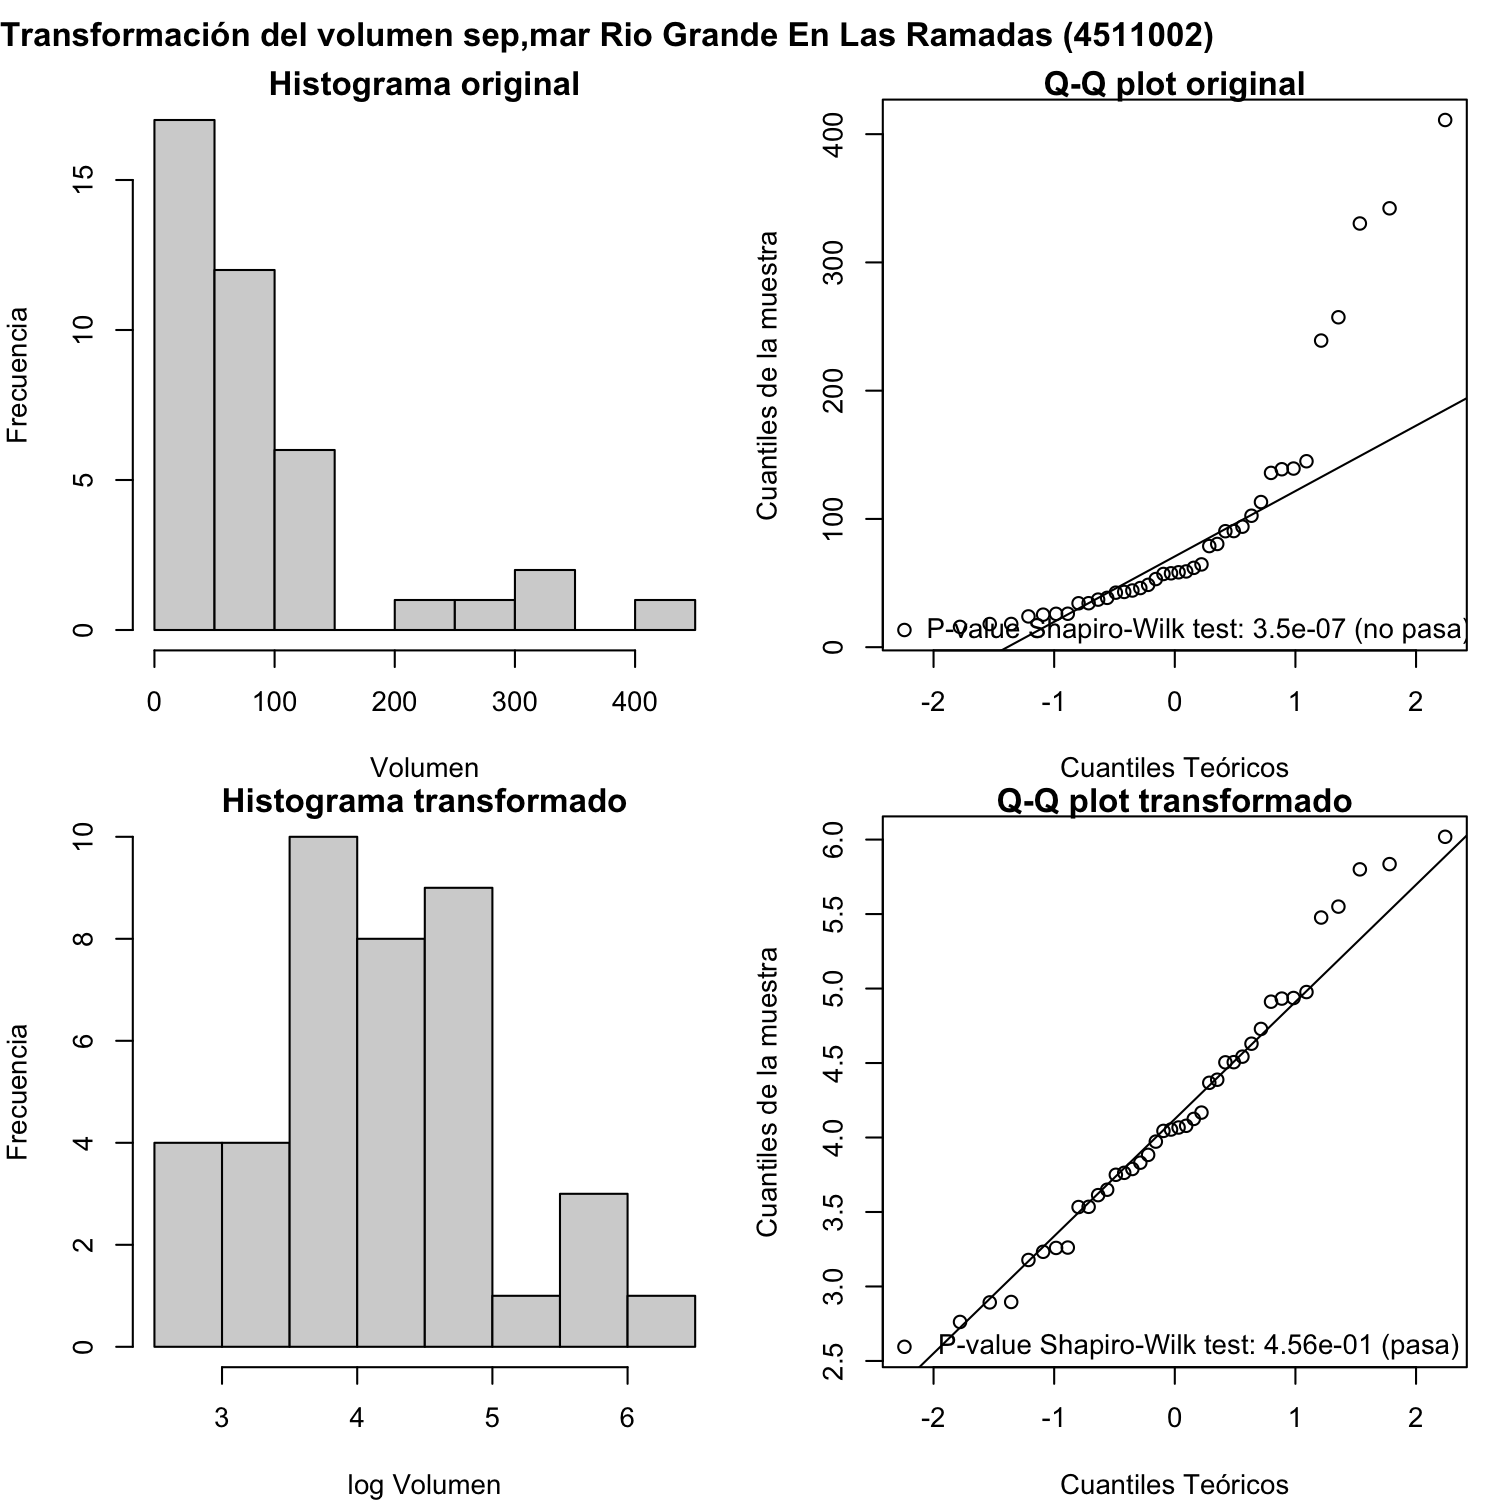 Transformación del volumen sep,mar Rio Grande En Las Ramadas (4511002)
Histograma original
Frecuencia
15
10
5
0
0 100 200 300 400
Volumen
Q-Q plot original
Cuantiles de la muestra
400
300
200
100
0
P-value Shapiro-Wilk test: 3.5e-07 (no pasa)
-2 -1 0 1 2
Cuantiles Teóricos
Histograma transformado
Frecuencia
10
8
6
4
2
0
3 4 5 6
log Volumen
Q-Q plot transformado
Cuantiles de la muestra
6.0
5.5
5.0
4.5
4.0
3.5
3.0
2.5
P-value Shapiro-Wilk test: 4.56e-01 (pasa)
-2 -1 0 1 2
Cuantiles Teóricos